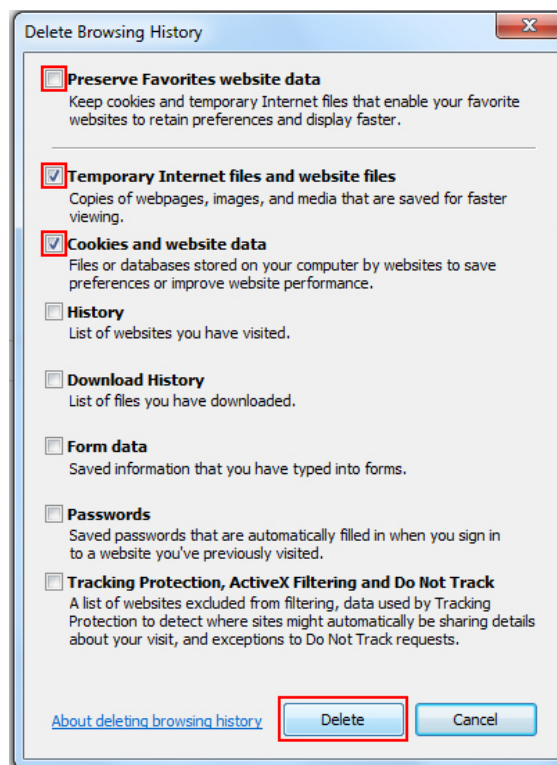 Delete Browsing History
Preserve Favorites website data
Keep cookies and temporary Internet files that enable your favorite
websites to retain preferences and display faster.
Temporary Internet files and website files
Copies of webpages, images, and media that are saved for faster
viewing.
Cookies and website data
Files or databases stored on your computer by websites to save
preferences or improve website performance.
History
List of websites you have visited.
Download History
List of files you have downloaded.
Form data
Saved information that you have typed into forms.
Passwords
Saved passwords that are automatically filled in when you sign in
to a website you've previously visited.
Tracking Protection, ActiveX Filtering and Do Not Track
A list of websites excluded from filtering, data used by Tracking
Protection to detect where sites might automatically be sharing details
about your visit, and exceptions to Do Not Track requests.
About deleting browsing history Delete Cancel